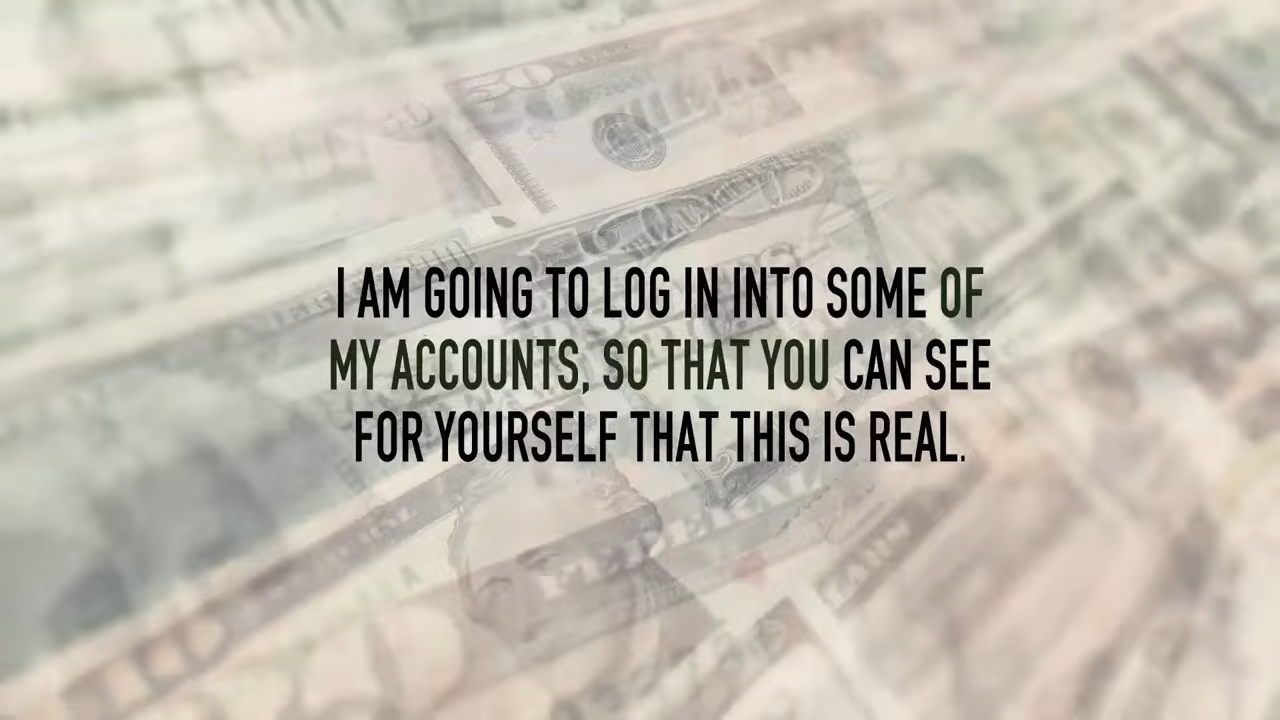 I AM GOING TO LOG IN INTO SOME OF
MY ACCOUNTS, SO THAT YOU CAN SEE
FOR YOURSELF THAT THIS IS REAL.